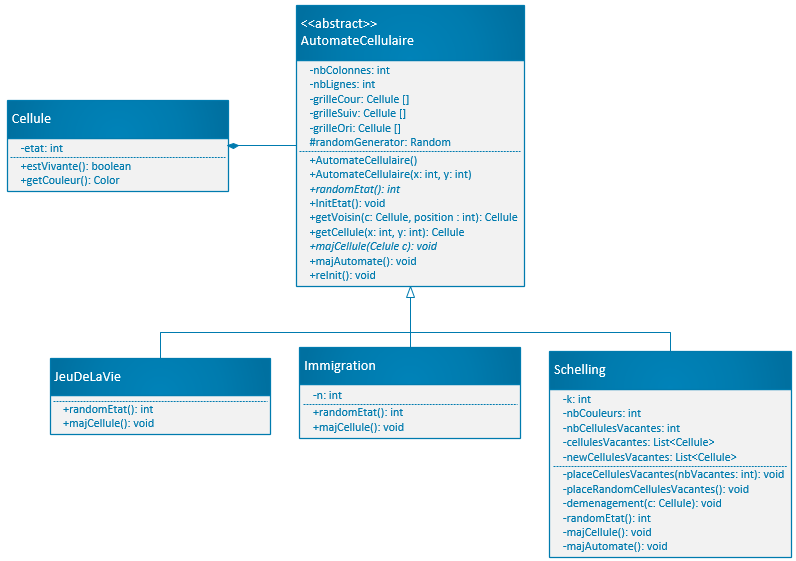 <<abstract>>
AutomateCellulaire
-nbColonnes: int
-nbLignes: int
-grilleCour: Cellule []
-grilleSuiv: Cellule []
-grilleOri: Cellule []
#randomGenerator: Random
+AutomateCellulaire()
+AutomateCellulaire(x: int, y: int)
+randomEtat(): int
+InitEtat(): void
+getVoisin(c: Cellule, position : int): Cellule
+getCellule(x: int, y: int): Cellule
+majCellule(Celule c): void
+majAutomate(): void
+reInit(): void
Cellule
-etat: int
+estVivante(): boolean
+getCouleur(): Color
JeuDeLaVie
+randomEtat(): int
+majCellule(): void
Immigration
-n: int
+randomEtat(): int
+majCellule(): void
Schelling
-k: int
-nbCouleurs: int
-nbCellulesVacantes: int
-cellulesVacantes: List<Cellule>
-newCellulesVacantes: List<Cellule>
-placeCellulesVacantes(nbVacantes: int): void
-placeRandomCellulesVacantes(): void
-demenagement(c: Cellule): void
-randomEtat(): int
-majCellule(): void
-majAutomate(): void